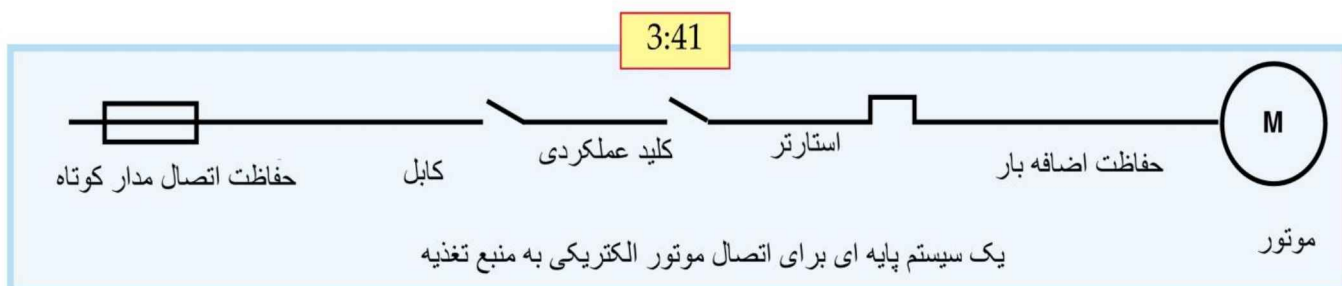 3:41
M
حفاظت اتصال مدار کوتاه
کابل
کلید عملکردی
استارتر
حفاظت اضافه بار
موتور
یک سیستم پایه ای برای اتصال موتور الکتریکی به منبع تغذیه